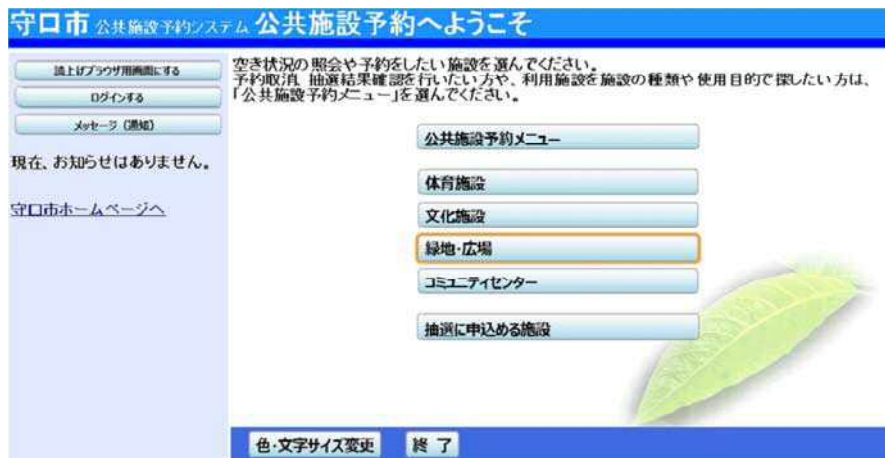 守口市 公共施設予約システム 公共施設予約へようこそ
読上げブラウザ用画面にする
ログインする
メッセージ (通知)
現在、お知らせはありません。
守口市ホームページへ
空き状況の照会や予約をしたい施設を選んでください。
予約取消、抽選結果確認を行いたい方や、利用施設を施設の種類や使用目的で探したい方は、
「公共施設予約メニュー」を選んでください。
公共施設予約メニュー
体育施設
文化施設
緑地・広場
コミュニティセンター
抽選に申込める施設
色・文字サイズ変更 終 了